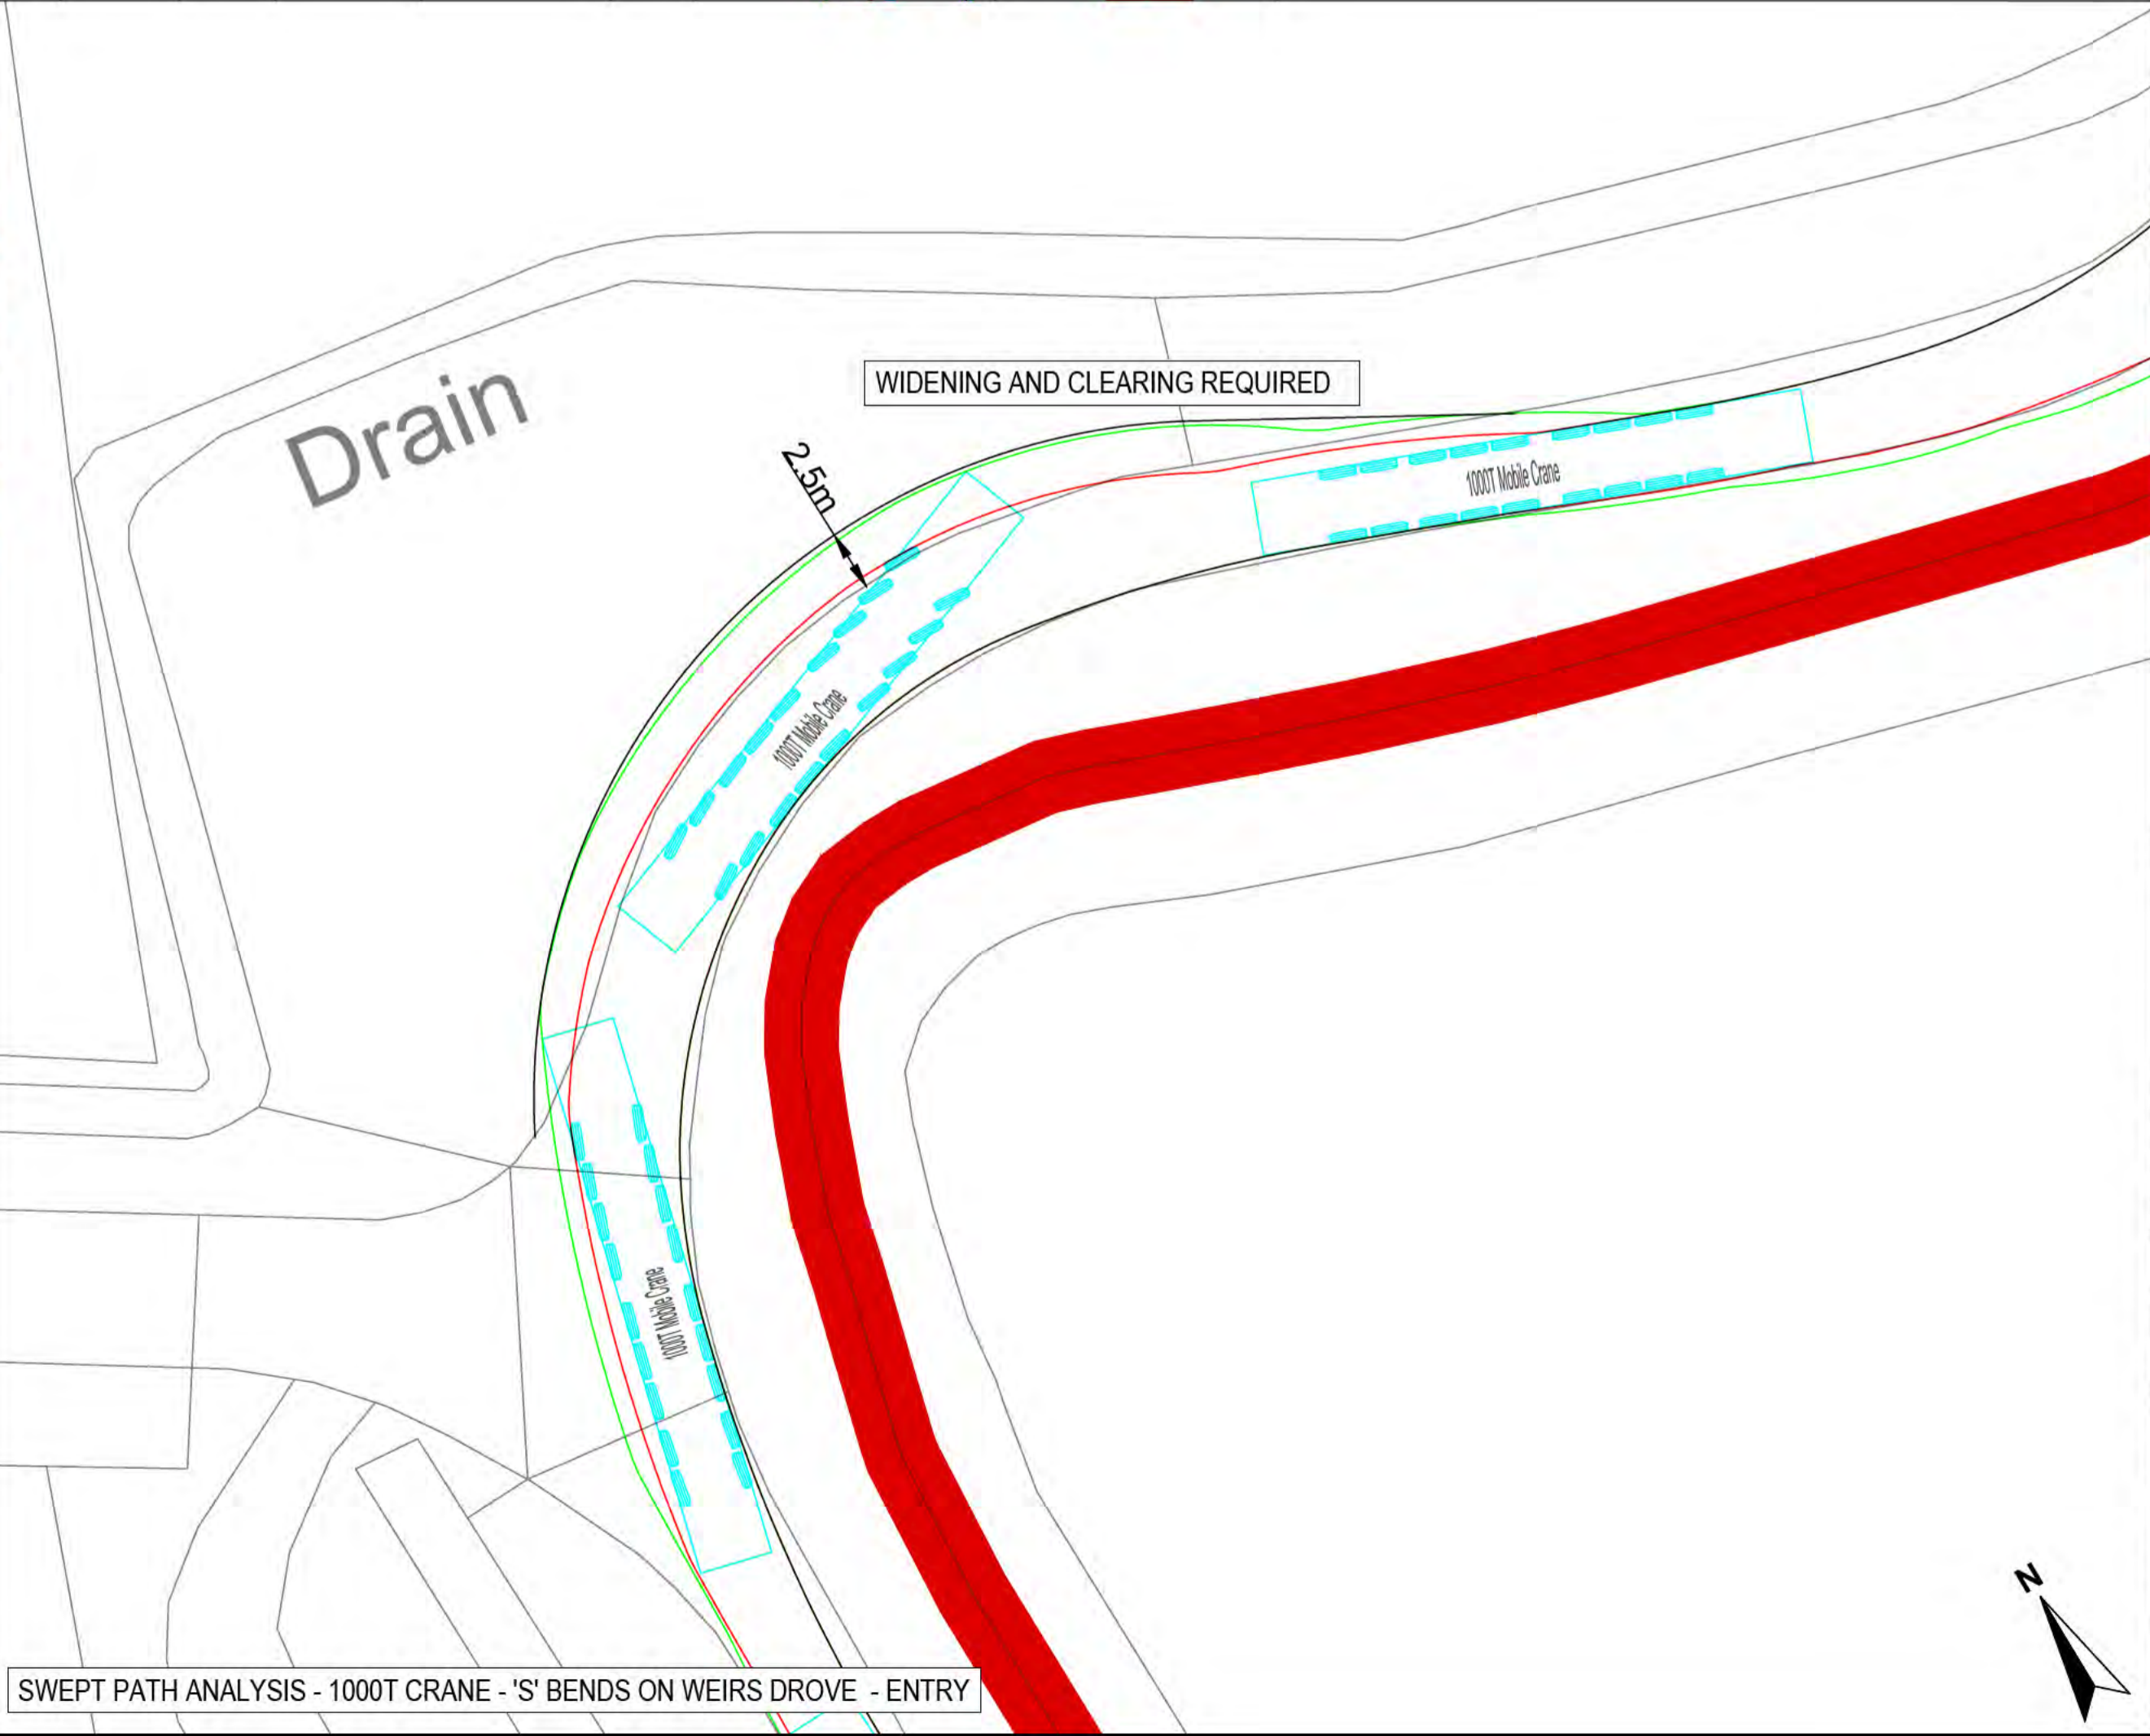 Drain
WIDENING AND CLEARING REQUIRED
2.5m
1000T Mobile Crane
1000T Mobile Crane
1000T Mobile Crane
N
SWEPT PATH ANALYSIS - 1000T CRANE - 'S' BENDS ON WEIRS DROVE - ENTRY